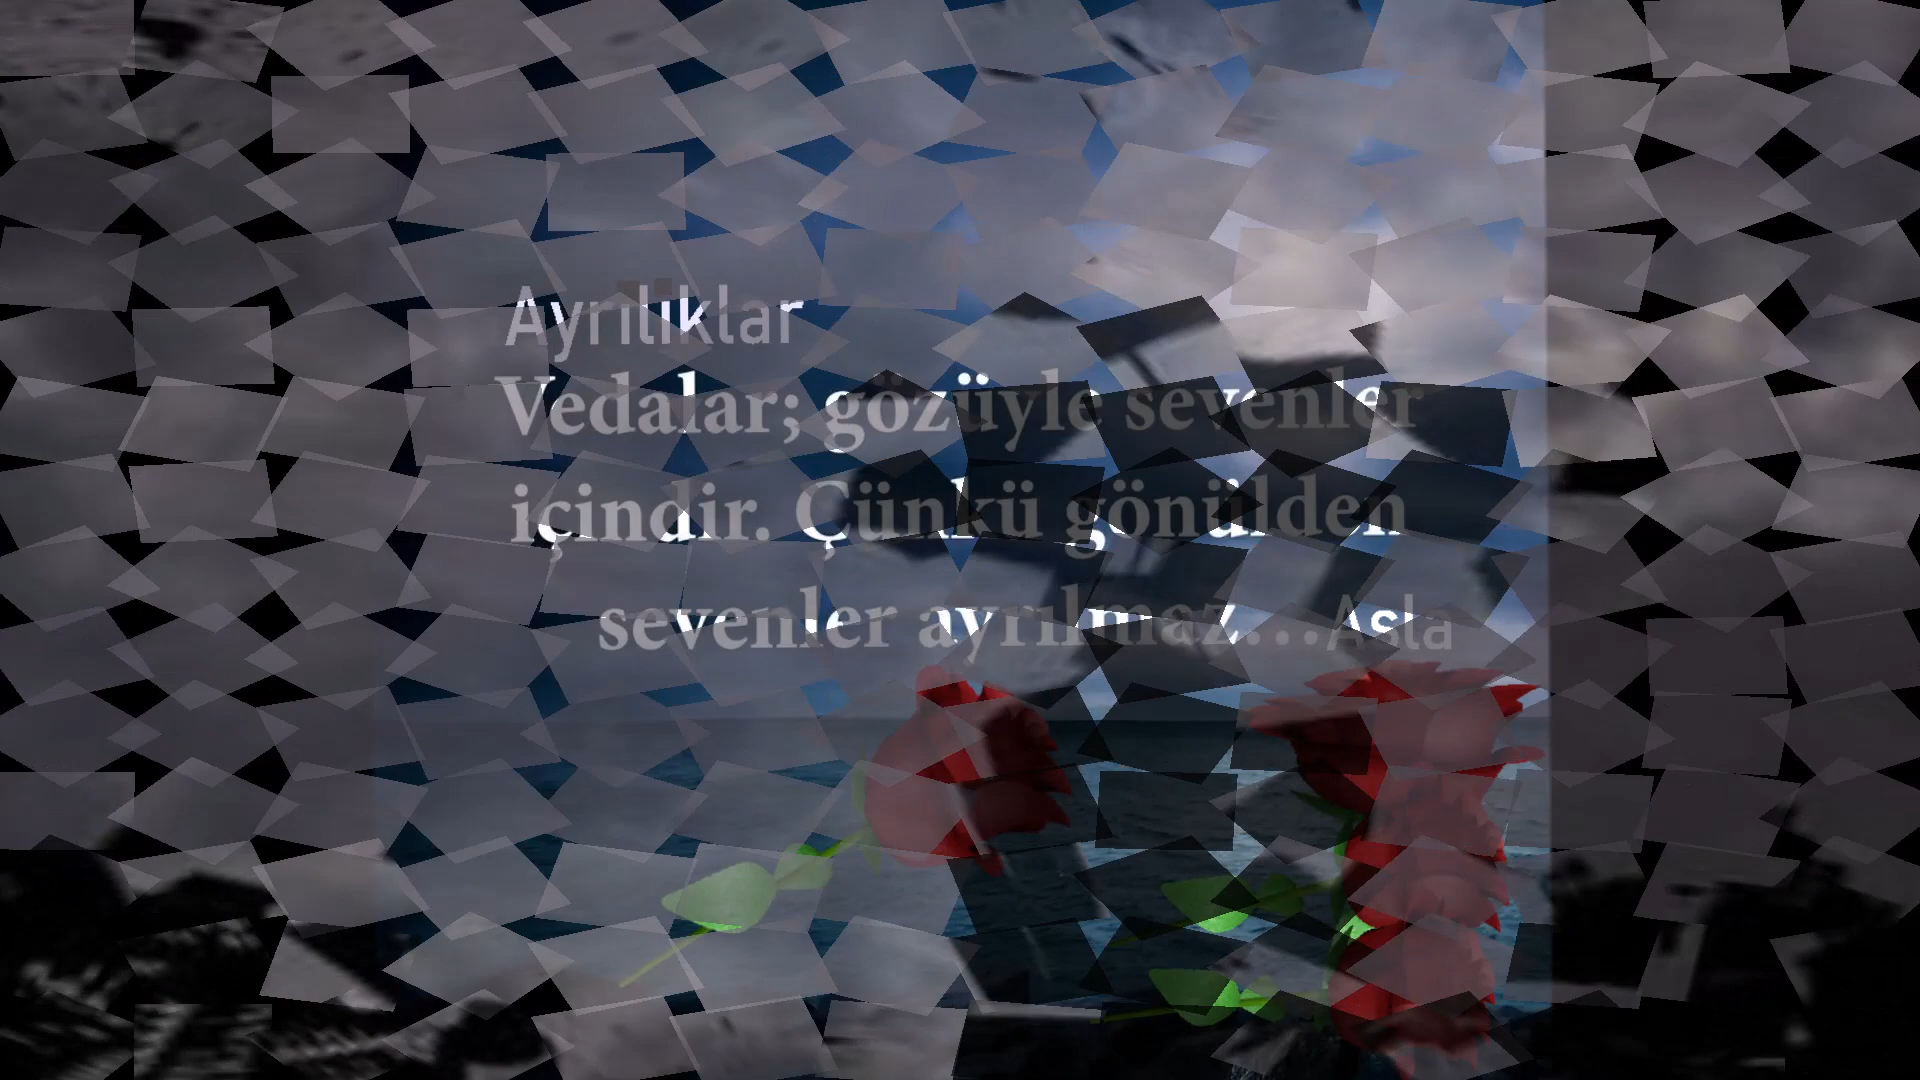 Ayrılıklar
Vedalar; gözüyle sevenler
içindir. Çünkü gönülden
sevenler ayrılmaz…Asla